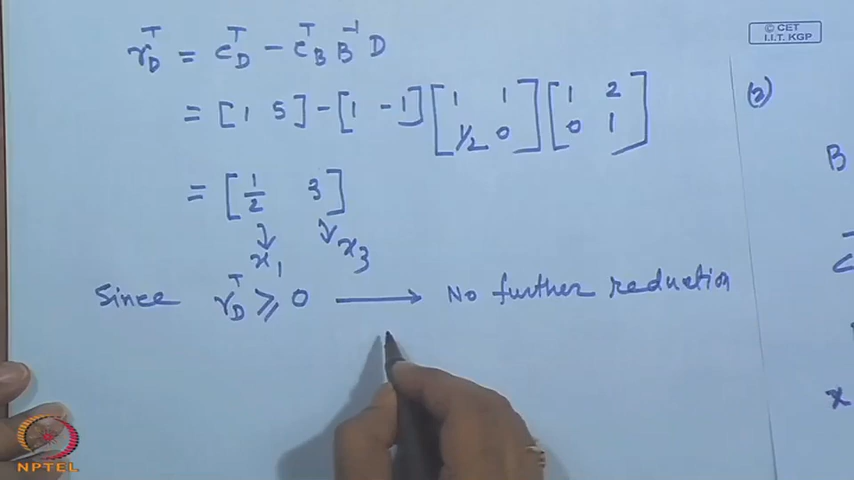 © CET
I.I.T. KGP
r_D^T = c_D^T - c_B^T B^-1 D
= [1 5] - [1 -1] [1 1; 1/2 0] [1 2; 0 1]
(2)
B
= [1/2 3]
↓ x_1 ↓ x_3
Since r_D^T ≥ 0 → No further reduction
x
NPTEL